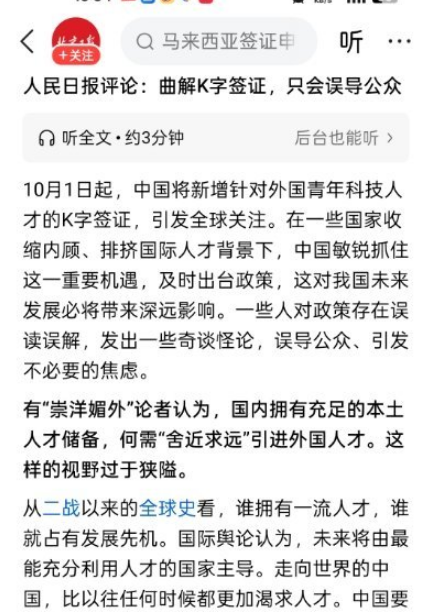 马来西亚签证申
听
+关注
人民日报评论：曲解K字签证，只会误导公众
听全文·约3分钟
后台也能听 >
10月1日起，中国将新增针对外国青年科技人
才的K字签证，引发全球关注。在一些国家收
缩内顾、排挤国际人才背景下，中国敏锐抓住
这一重要机遇，及时出台政策，这对我国未来
发展必将带来深远影响。一些人对政策存在误
读误解，发出一些奇谈怪论，误导公众、引发
不必要的焦虑。
有“崇洋媚外”论者认为，国内拥有充足的本土
人才储备，何需“舍近求远”引进外国人才。这
样的视野过于狭隘。
从二战以来的全球史看，谁拥有一流人才，谁
就占有发展先机。国际舆论认为，未来将由最
能充分利用人才的国家主导。走向世界的中
国，比以往任何时候都更加渴求人才。中国要